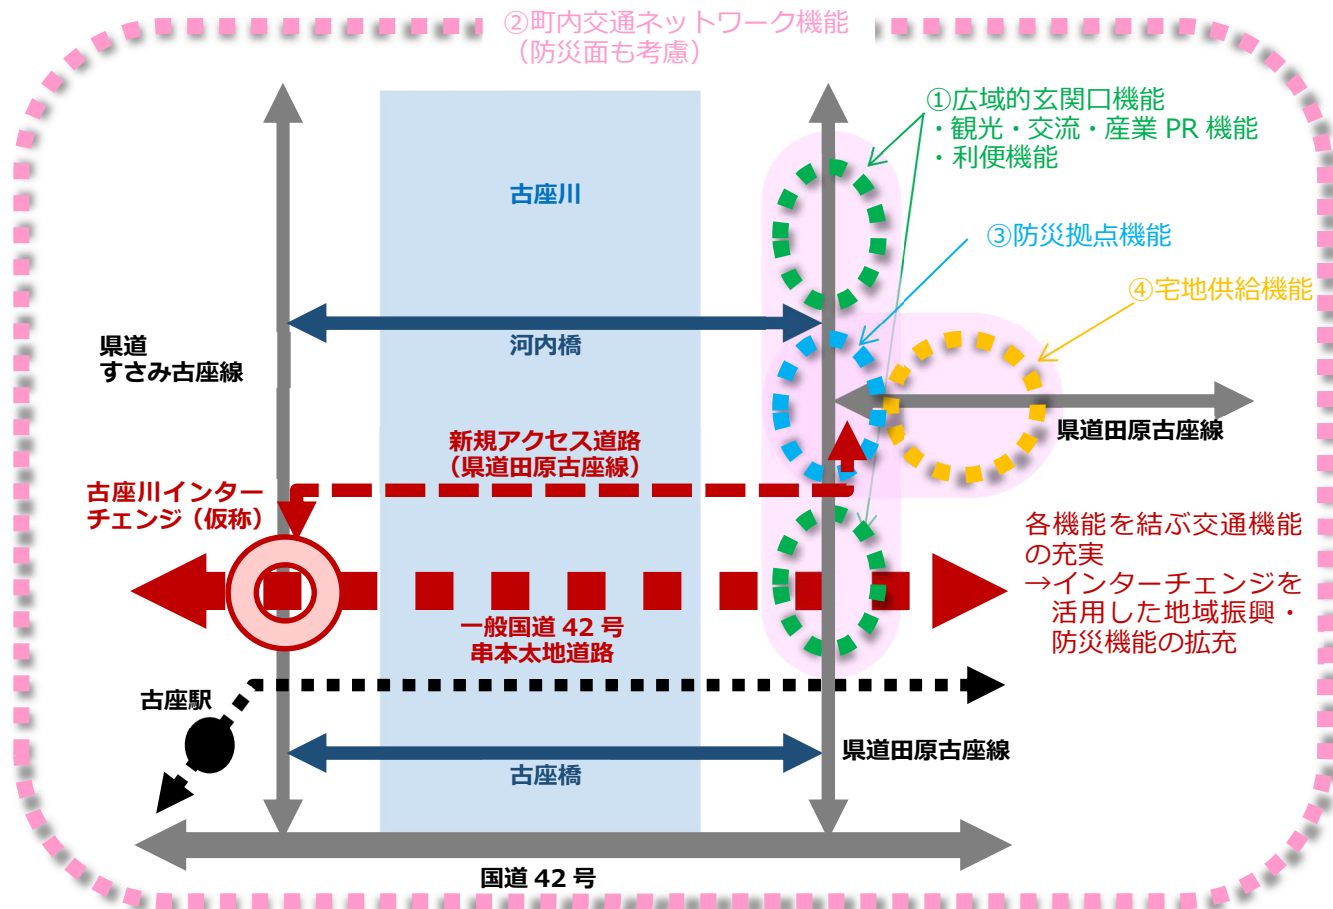 ②町内交通ネットワーク機能
（防災面も考慮）
①広域的玄関口機能
・観光・交流・産業 PR 機能
・利便機能
古座川
③防災拠点機能
④宅地供給機能
河内橋
県道
すさみ古座線
県道田原古座線
新規アクセス道路
（県道田原古座線）
古座川インター
チェンジ（仮称）
各機能を結ぶ交通機能
の充実
→インターチェンジを
活用した地域振興・
防災機能の拡充
一般国道 42 号
串本太地道路
古座駅
県道田原古座線
古座橋
国道 42 号